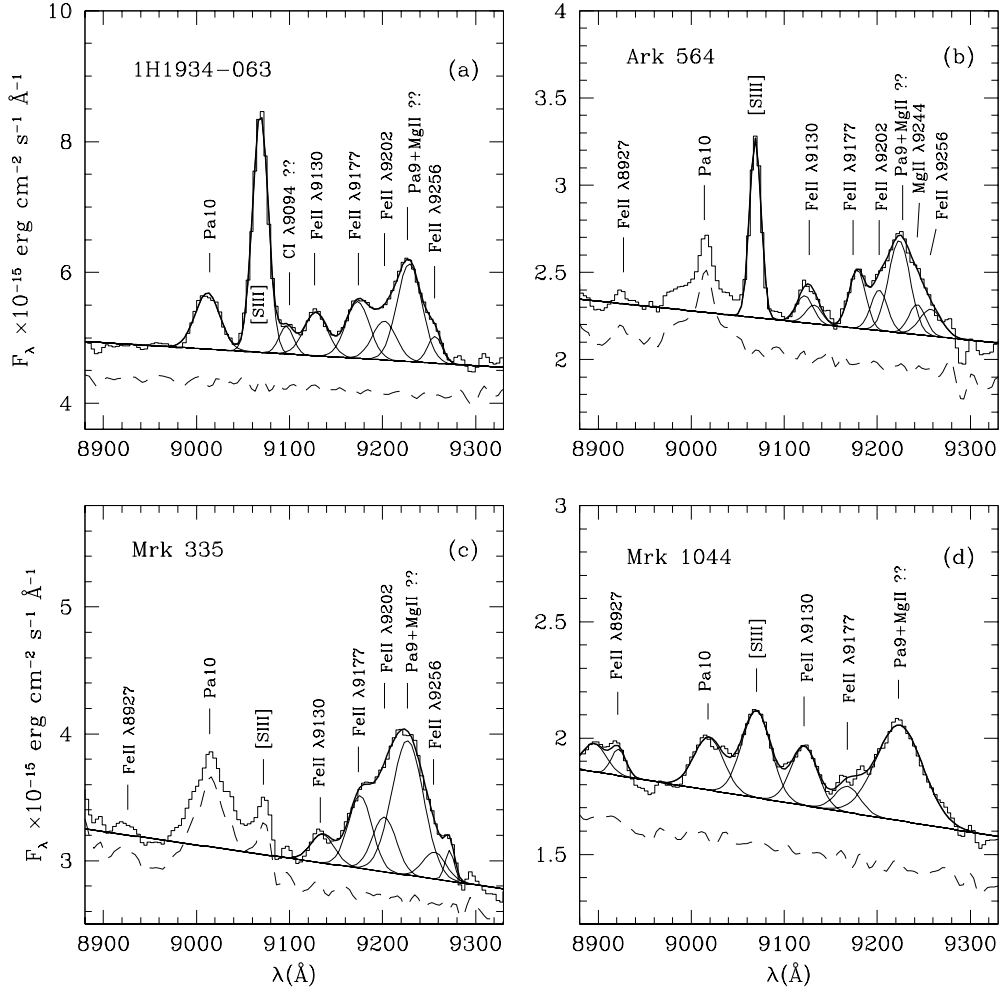 1H1934−063
(a)
Pa10
[SIII]
CI λ9094 ??
FeII λ9130
FeII λ9177
FeII λ9202
Pa9+MgII ??
FeII λ9256
10
8
6
4
8900 9000 9100 9200 9300
F_λ ×10⁻¹⁵ erg cm⁻² s⁻¹ Å⁻¹
Ark 564
(b)
FeII λ8927
Pa10
[SIII]
FeII λ9130
FeII λ9177
FeII λ9202
Pa9+MgII ??
MgII λ9244
FeII λ9256
4
3.5
3
2.5
2
8900 9000 9100 9200 9300
Mrk 335
(c)
FeII λ8927
Pa10
[SIII]
FeII λ9130
FeII λ9177
FeII λ9202
Pa9+MgII ??
FeII λ9256
5
4
3
8900 9000 9100 9200 9300
F_λ ×10⁻¹⁵ erg cm⁻² s⁻¹ Å⁻¹
λ(Å)
Mrk 1044
(d)
FeII λ8927
Pa10
[SIII]
FeII λ9130
FeII λ9177
Pa9+MgII ??
3
2.5
2
1.5
8900 9000 9100 9200 9300
λ(Å)